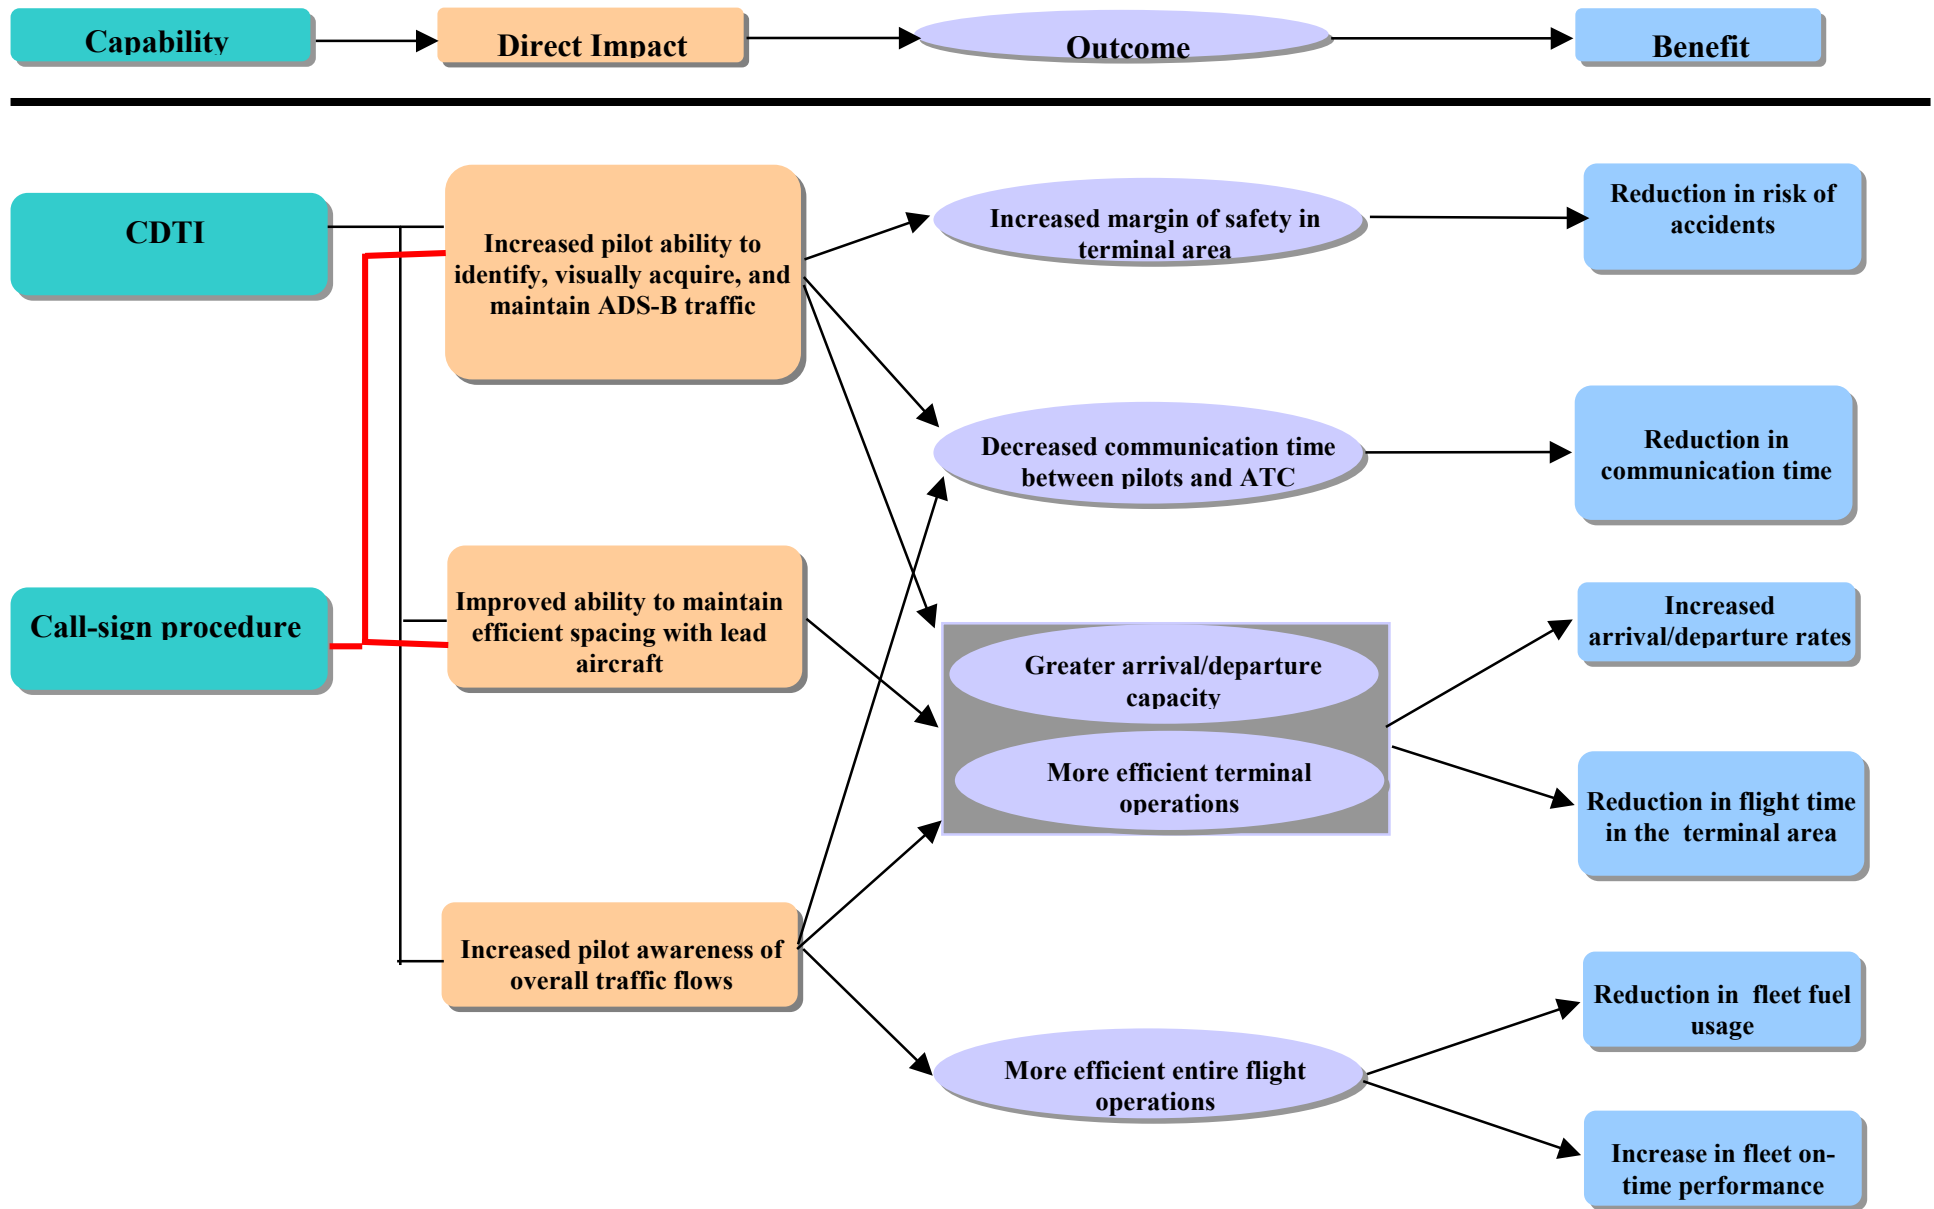 Capability
Direct Impact
Outcome
Benefit
CDTI
Increased pilot ability to
identify, visually acquire, and
maintain ADS-B traffic
Increased margin of safety in
terminal area
Reduction in risk of
accidents
Decreased communication time
between pilots and ATC
Reduction in
communication time
Call-sign procedure
Improved ability to maintain
efficient spacing with lead
aircraft
Greater arrival/departure
capacity
More efficient terminal
operations
Increased
arrival/departure rates
Reduction in flight time
in the terminal area
Increased pilot awareness of
overall traffic flows
More efficient entire flight
operations
Reduction in fleet fuel
usage
Increase in fleet on-
time performance